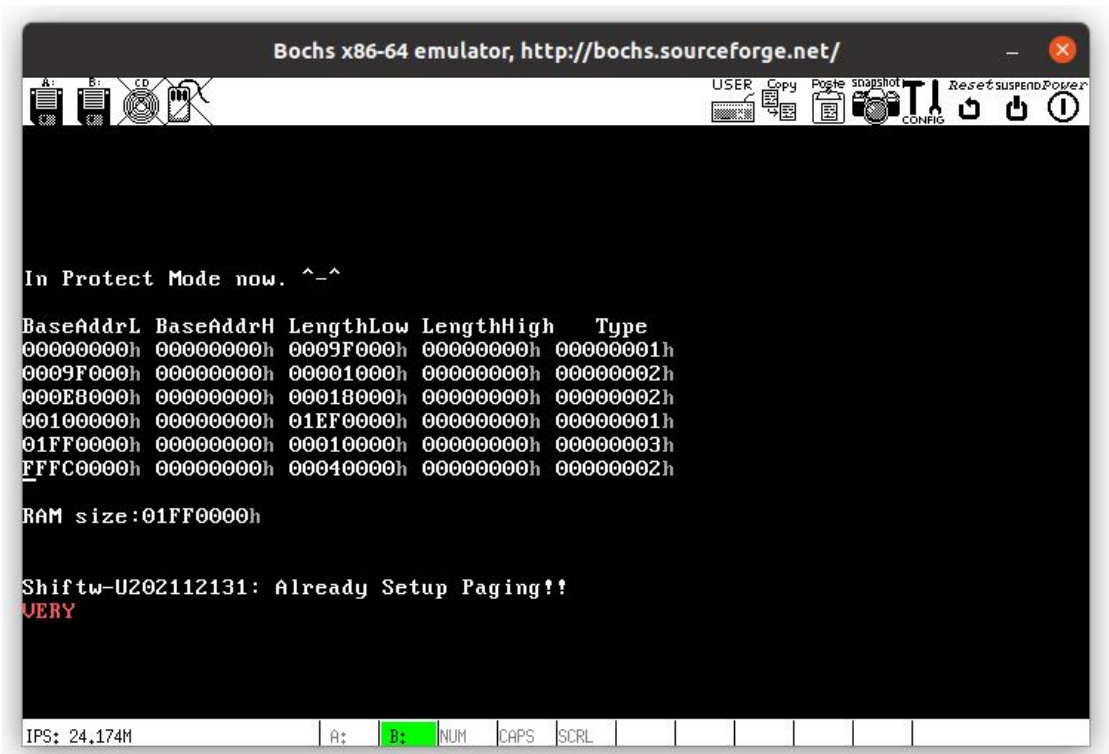 Bochs x86-64 emulator, http://bochs.sourceforge.net/
A: B: CD USER Copy Poste snapshot CONFIG Reset SUSPEND Power
In Protect Mode now. ^-^
BaseAddrL BaseAddrH LengthLow LengthHigh Type
00000000h 00000000h 0009F000h 00000000h 00000001h
0009F000h 00000000h 00001000h 00000000h 00000002h
000E8000h 00000000h 00018000h 00000000h 00000002h
00100000h 00000000h 01EF0000h 00000000h 00000001h
01FF0000h 00000000h 00010000h 00000000h 00000003h
FFFC0000h 00000000h 00040000h 00000000h 00000002h
RAM size:01FF0000h
Shiftw-U202112131: Already Setup Paging!!
VERY
IPS: 24.174M A: B: NUM CAPS SCRL